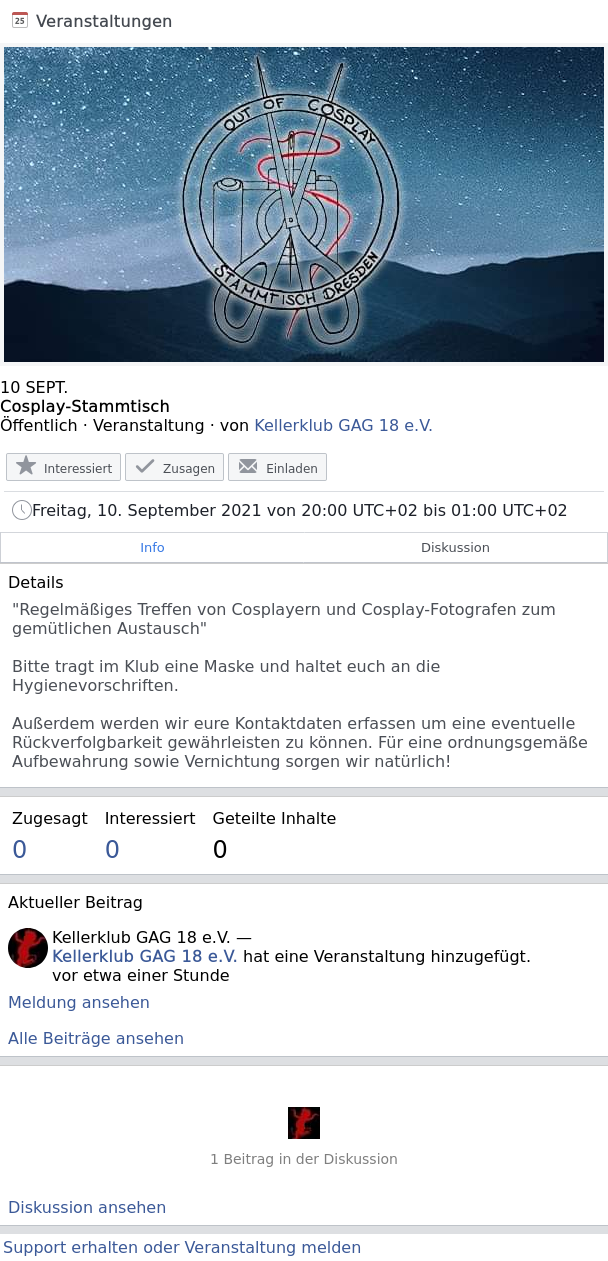 25 Veranstaltungen
OUT OF COSPLAY
STAMMTISCH DRESDEN
10 SEPT.
Cosplay-Stammtisch
Öffentlich · Veranstaltung · von Kellerklub GAG 18 e.V.
Interessiert Zusagen Einladen
Freitag, 10. September 2021 von 20:00 UTC+02 bis 01:00 UTC+02
Info Diskussion
Details
"Regelmäßiges Treffen von Cosplayern und Cosplay-Fotografen zum
gemütlichen Austausch"
Bitte tragt im Klub eine Maske und haltet euch an die
Hygienevorschriften.
Außerdem werden wir eure Kontaktdaten erfassen um eine eventuelle
Rückverfolgbarkeit gewährleisten zu können. Für eine ordnungsgemäße
Aufbewahrung sowie Vernichtung sorgen wir natürlich!
Zugesagt Interessiert Geteilte Inhalte
0 0 0
Aktueller Beitrag
Kellerklub GAG 18 e.V. —
Kellerklub GAG 18 e.V. hat eine Veranstaltung hinzugefügt.
vor etwa einer Stunde
Meldung ansehen
Alle Beiträge ansehen
1 Beitrag in der Diskussion
Diskussion ansehen
Support erhalten oder Veranstaltung melden